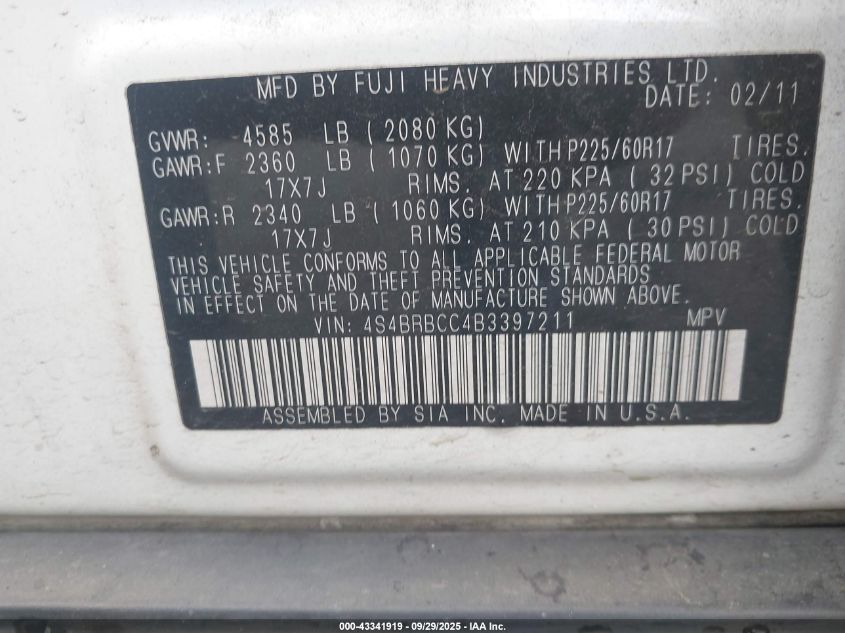 MFD BY FUJI HEAVY INDUSTRIES LTD.
DATE: 02/11
GVWR: 4585 LB (2080 KG)
GAWR:F 2360 LB (1070 KG) WITH P225/60R17 TIRES.
17X7J RIMS. AT 220 KPA (32 PSI) COLD
GAWR:R 2340 LB (1060 KG) WITH P225/60R17 TIRES.
17X7J RIMS. AT 210 KPA (30 PSI) COLD
THIS VEHICLE CONFORMS TO ALL APPLICABLE FEDERAL MOTOR
VEHICLE SAFETY AND THEFT PREVENTION STANDARDS
IN EFFECT ON THE DATE OF MANUFACTURE SHOWN ABOVE.
VIN: 4S4BRBCC4B3397211 MPV
ASSEMBLED BY SIA INC. MADE IN U.S.A.
000-43341919 - 09/29/2025 - IAA Inc.